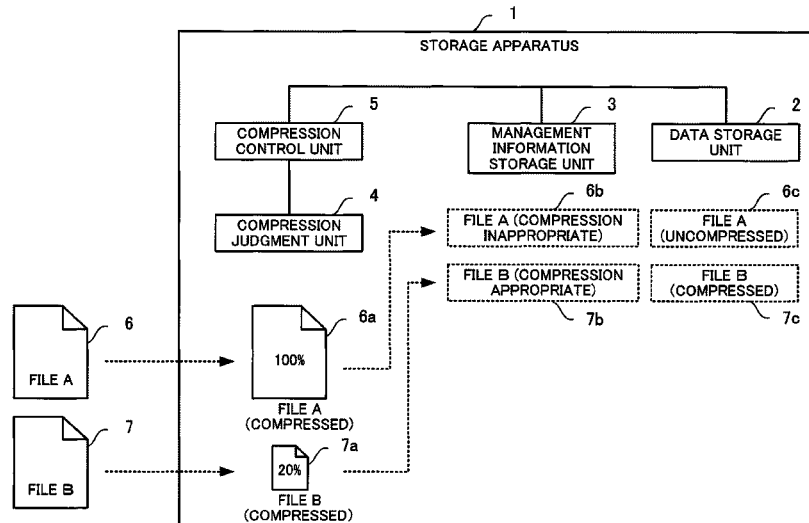 1
STORAGE APPARATUS
5
3
2
COMPRESSION
CONTROL UNIT
MANAGEMENT
INFORMATION
STORAGE UNIT
DATA STORAGE
UNIT
4
COMPRESSION
JUDGMENT UNIT
6b
6c
FILE A (COMPRESSION
INAPPROPRIATE)
FILE A
(UNCOMPRESSED)
FILE B (COMPRESSION
APPROPRIATE)
FILE B
(COMPRESSED)
7b
7c
6
6a
100%
FILE A
FILE A
(COMPRESSED)
7
7a
20%
FILE B
FILE B
(COMPRESSED)